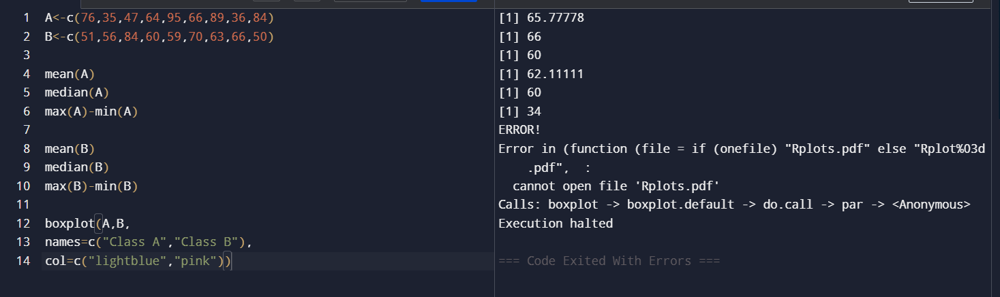 1 A<-c(76,35,47,64,95,66,89,36,84)
2 B<-c(51,56,84,60,59,70,63,66,50)
3
4 mean(A)
5 median(A)
6 max(A)-min(A)
7
8 mean(B)
9 median(B)
10 max(B)-min(B)
11
12 boxplot(A,B,
13 names=c("Class A","Class B"),
14 col=c("lightblue","pink"))
[1] 65.77778
[1] 66
[1] 60
[1] 62.11111
[1] 60
[1] 34
ERROR!
Error in (function (file = if (onefile) "Rplots.pdf" else "Rplot%03d
.pdf",  :
cannot open file 'Rplots.pdf'
Calls: boxplot -> boxplot.default -> do.call -> par -> <Anonymous>
Execution halted
=== Code Exited With Errors ===